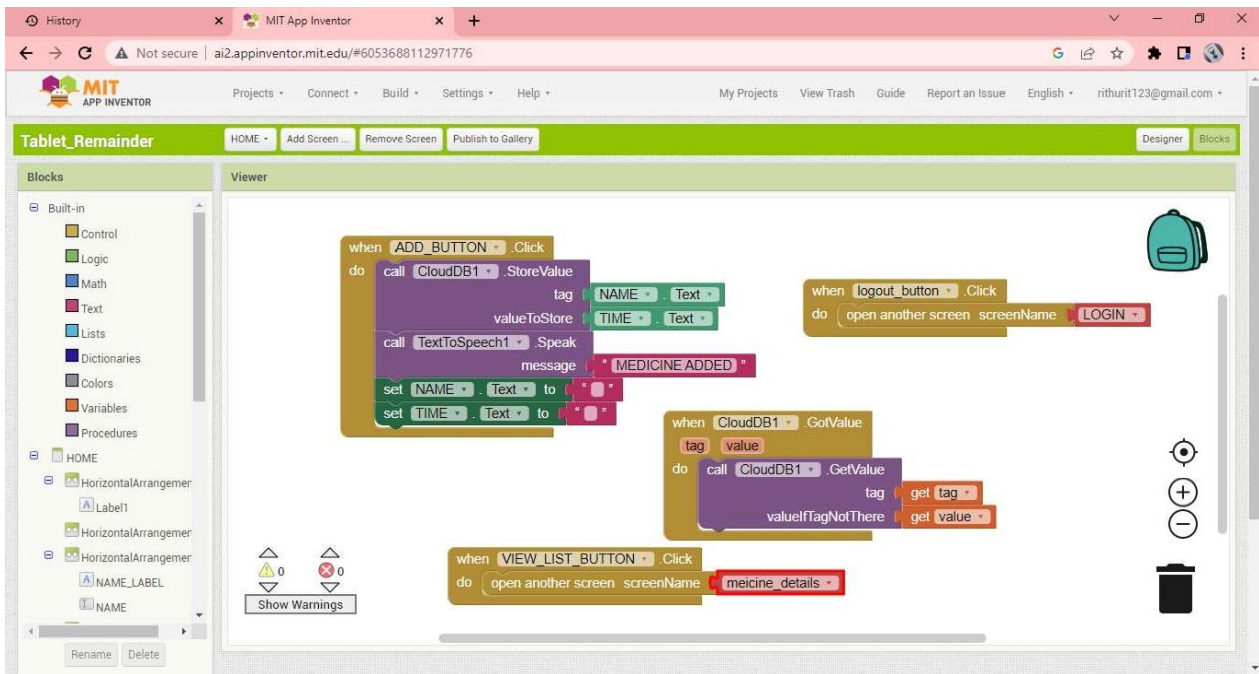 History
MIT App Inventor
Not secure
ai2.appinventor.mit.edu/#6053688112971776
MIT
APP INVENTOR
Projects
Connect
Build
Settings
Help
My Projects
View Trash
Guide
Report an Issue
English
rithurit123@gmail.com
Tablet_Remainder
HOME
Add Screen ...
Remove Screen
Publish to Gallery
Designer
Blocks
Blocks
Built-in
Control
Logic
Math
Text
Lists
Dictionaries
Colors
Variables
Procedures
HOME
HorizontalArrangemer
Label1
HorizontalArrangemer
HorizontalArrangemer
NAME_LABEL
NAME
Rename
Delete
Viewer
when ADD_BUTTON .Click
do call CloudDB1 .StoreValue
tag NAME . Text
valueToStore TIME . Text
call TextToSpeech1 .Speak
message " MEDICINE ADDED "
set NAME . Text to " "
set TIME . Text to " "
when logout_button .Click
do open another screen screenName LOGIN
when CloudDB1 .GotValue
tag value
do call CloudDB1 .GetValue
tag get tag
valueIfTagNotThere get value
when VIEW_LIST_BUTTON .Click
do open another screen screenName meicine_details
0 0
Show Warnings